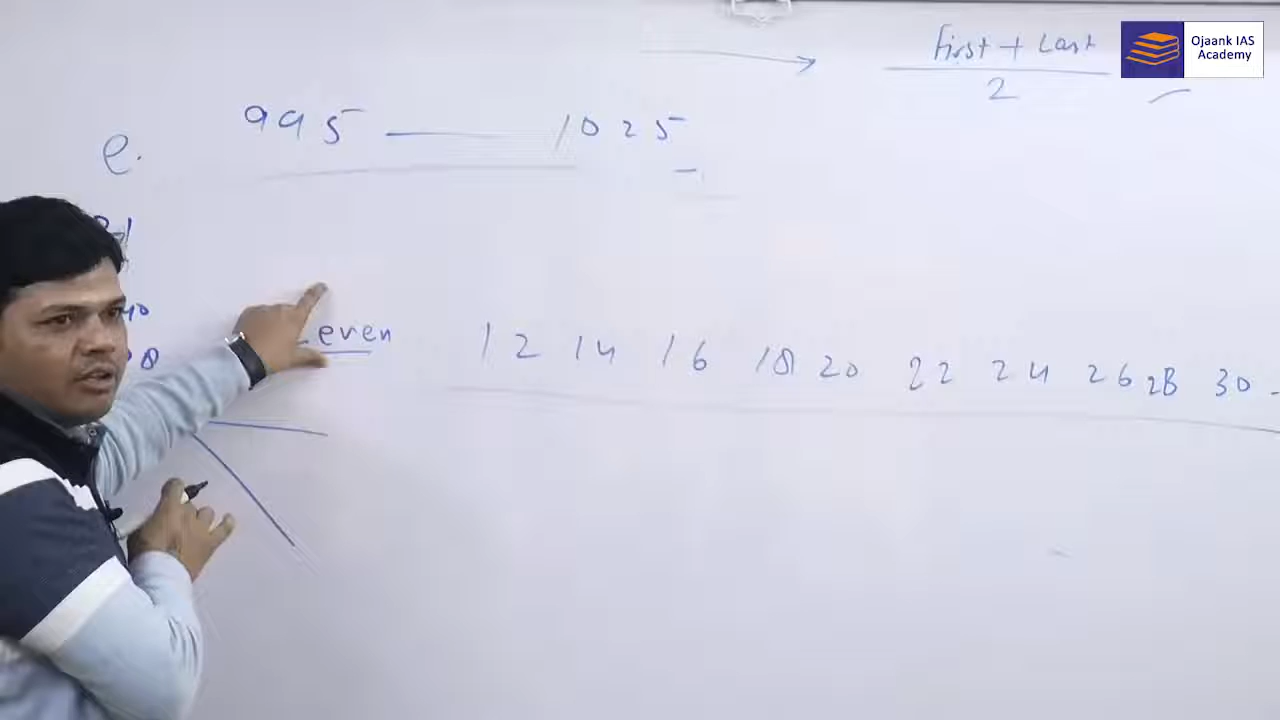 First + Last
2
Ojaank IAS
Academy
995 — 1025
e.
even 12 14 16 18 20 22 24 26 28 30